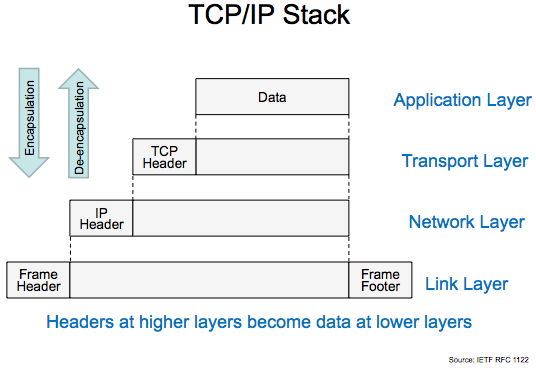 TCP/IP Stack
Encapsulation
De-encapsulation
Data
Application Layer
TCP
Header
Transport Layer
IP
Header
Network Layer
Frame
Header
Frame
Footer
Link Layer
Headers at higher layers become data at lower layers
Source: IETF RFC 1122